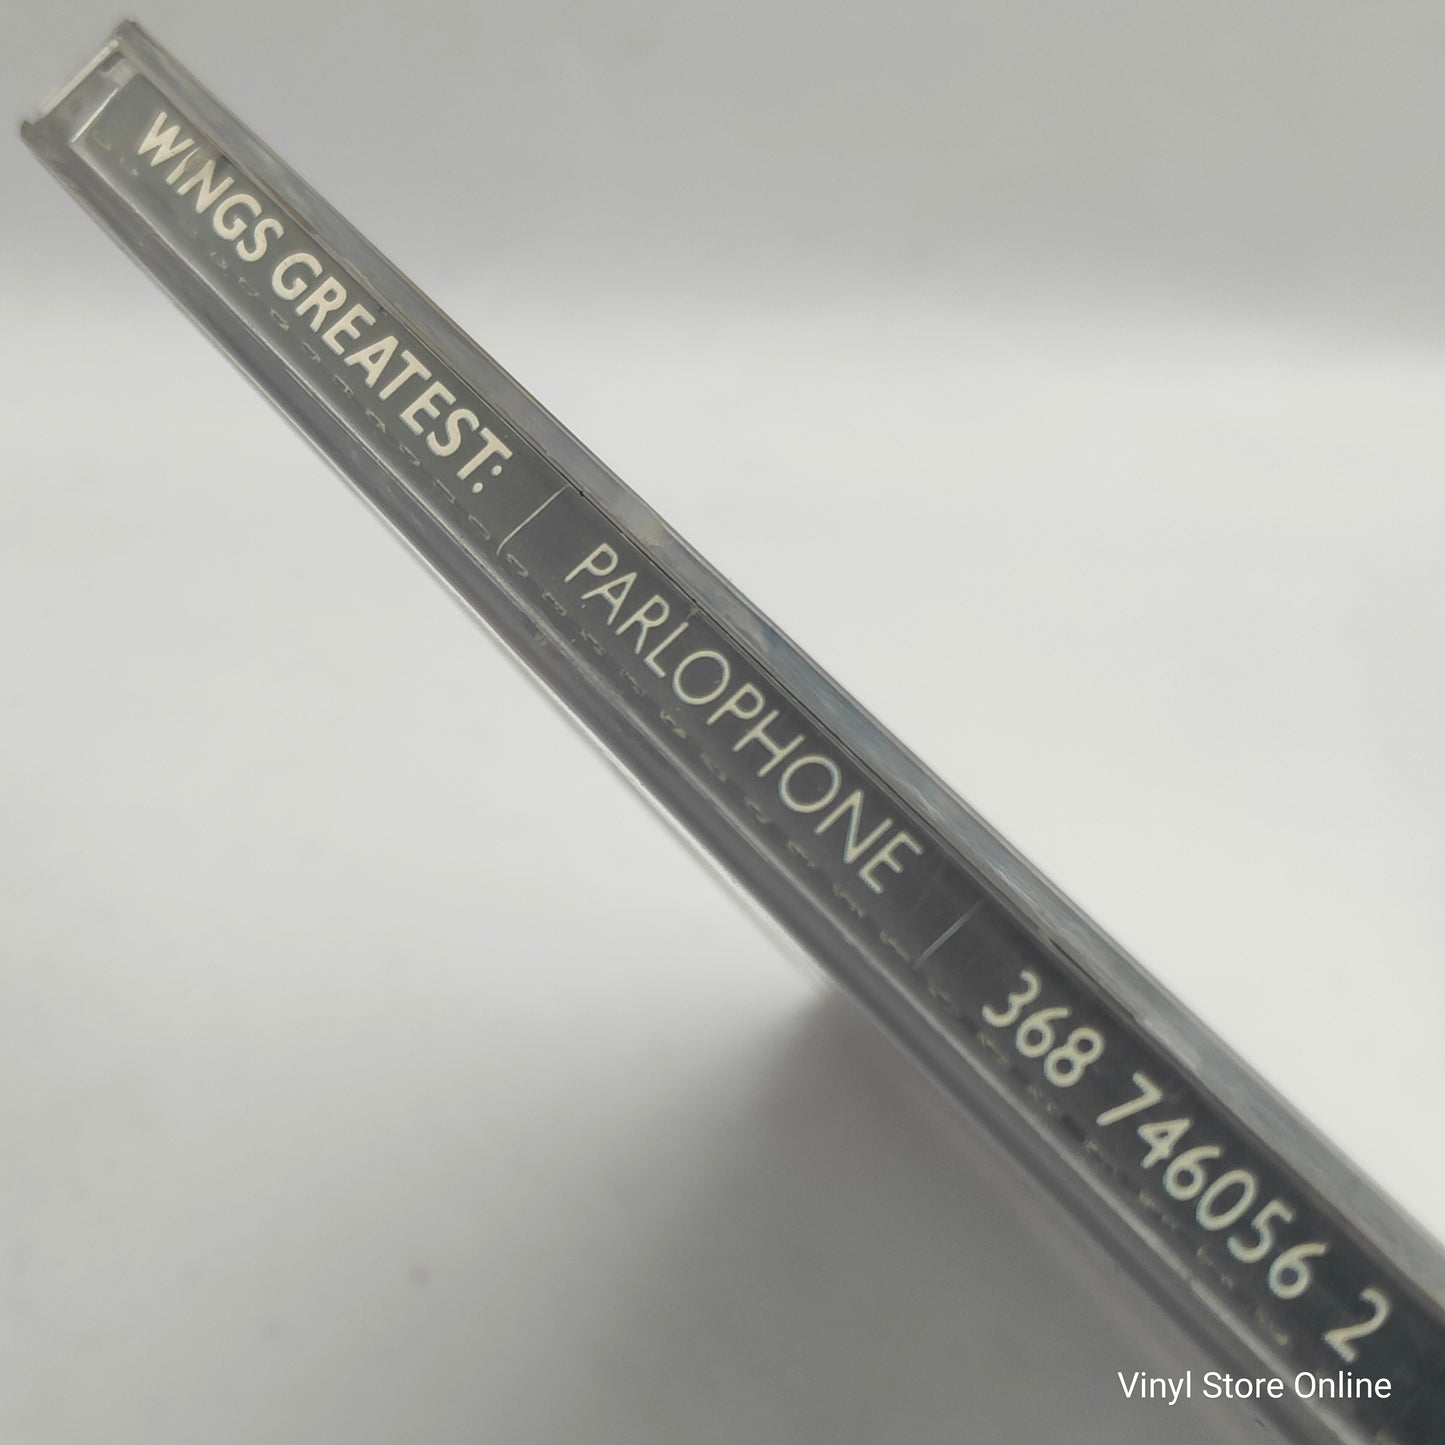 WINGS GREATEST: PARLOPHONE 368 746056 2
Vinyl Store Online